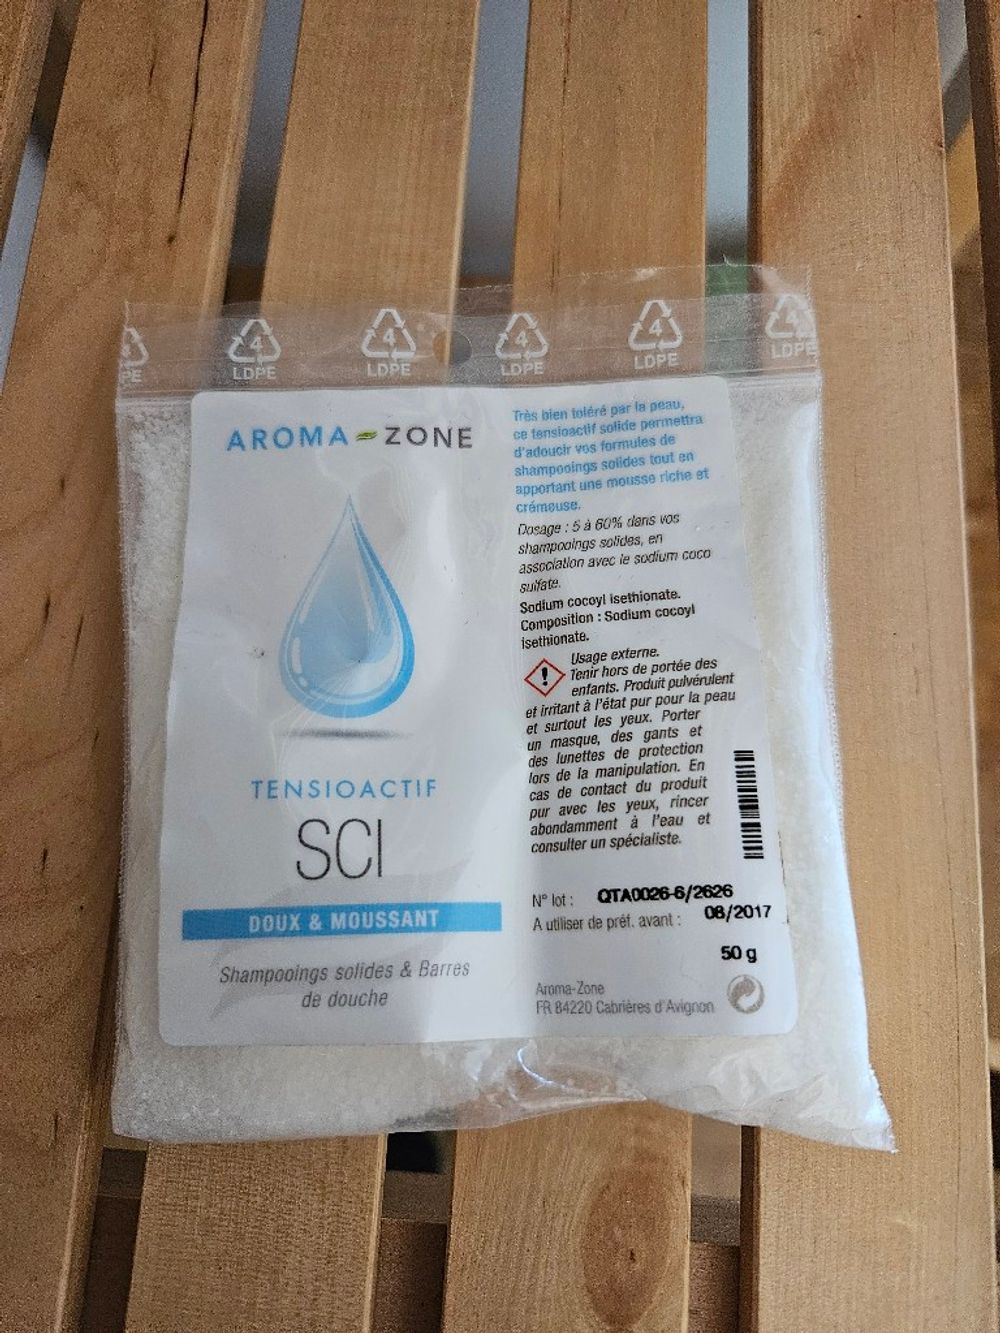 4 4 4 4 4
PE LDPE LDPE LDPE LDPE LDPE
AROMA-ZONE
Très bien toléré par la peau,
ce tensioactif solide permettra
d'adoucir vos formules de
shampooings solides tout en
apportant une mousse riche et
crémeuse.
Dosage : 5 à 60% dans vos
shampooings solides, en
association avec le sodium coco
sulfate.
Sodium cocoyl isethionate.
Composition : Sodium cocoyl
isethionate.
Usage externe.
Tenir hors de portée des
enfants. Produit pulvérulent
et irritant à l'état pur pour la peau
et surtout les yeux. Porter
un masque, des gants et
des lunettes de protection
lors de la manipulation. En
cas de contact du produit
pur avec les yeux, rincer
abondamment à l'eau et
consulter un spécialiste.
TENSIOACTIF
SCI
DOUX & MOUSSANT
Shampooings solides & Barres
de douche
N° lot : QTA0026-6/2626
A utiliser de préf. avant : 08/2017
50 g
Aroma-Zone
FR 84220 Cabrières d'Avignon